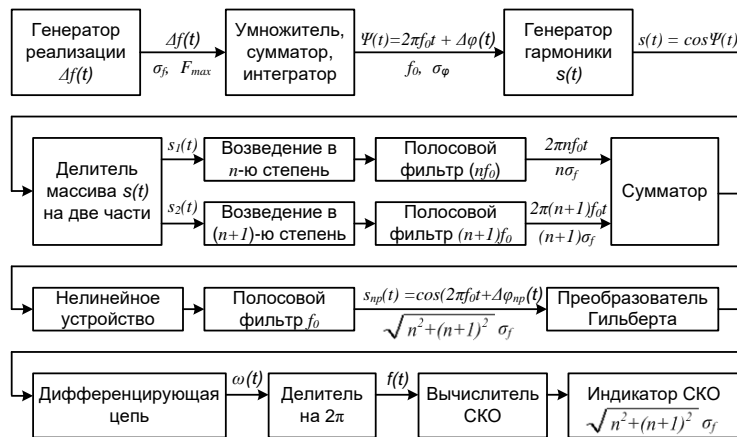 Генератор
реализации
Δf(t)
Δf(t)
σf, Fmax
Умножитель,
сумматор,
интегратор
Ψ(t)=2πf0t + Δφ(t)
f0, σφ
Генератор
гармоники
s(t)
s(t) = cosΨ(t)
Делитель
массива s(t)
на две части
s1(t)
s2(t)
Возведение в
n-ю степень
Полосовой
фильтр (nf0)
2πnf0t
nσf
Возведение в
(n+1)-ю степень
Полосовой
фильтр (n+1)f0
2π(n+1)f0t
(n+1)σf
Сумматор
Нелинейное
устройство
Полосовой
фильтр f0
sпр(t) =cos(2πf0t+Δφпр(t)
√n²+(n+1)² σf
Преобразователь
Гильберта
Дифференцирующая
цепь
ω(t)
Делитель
на 2π
f(t)
Вычислитель
СКО
Индикатор СКО
√n²+(n+1)² σf